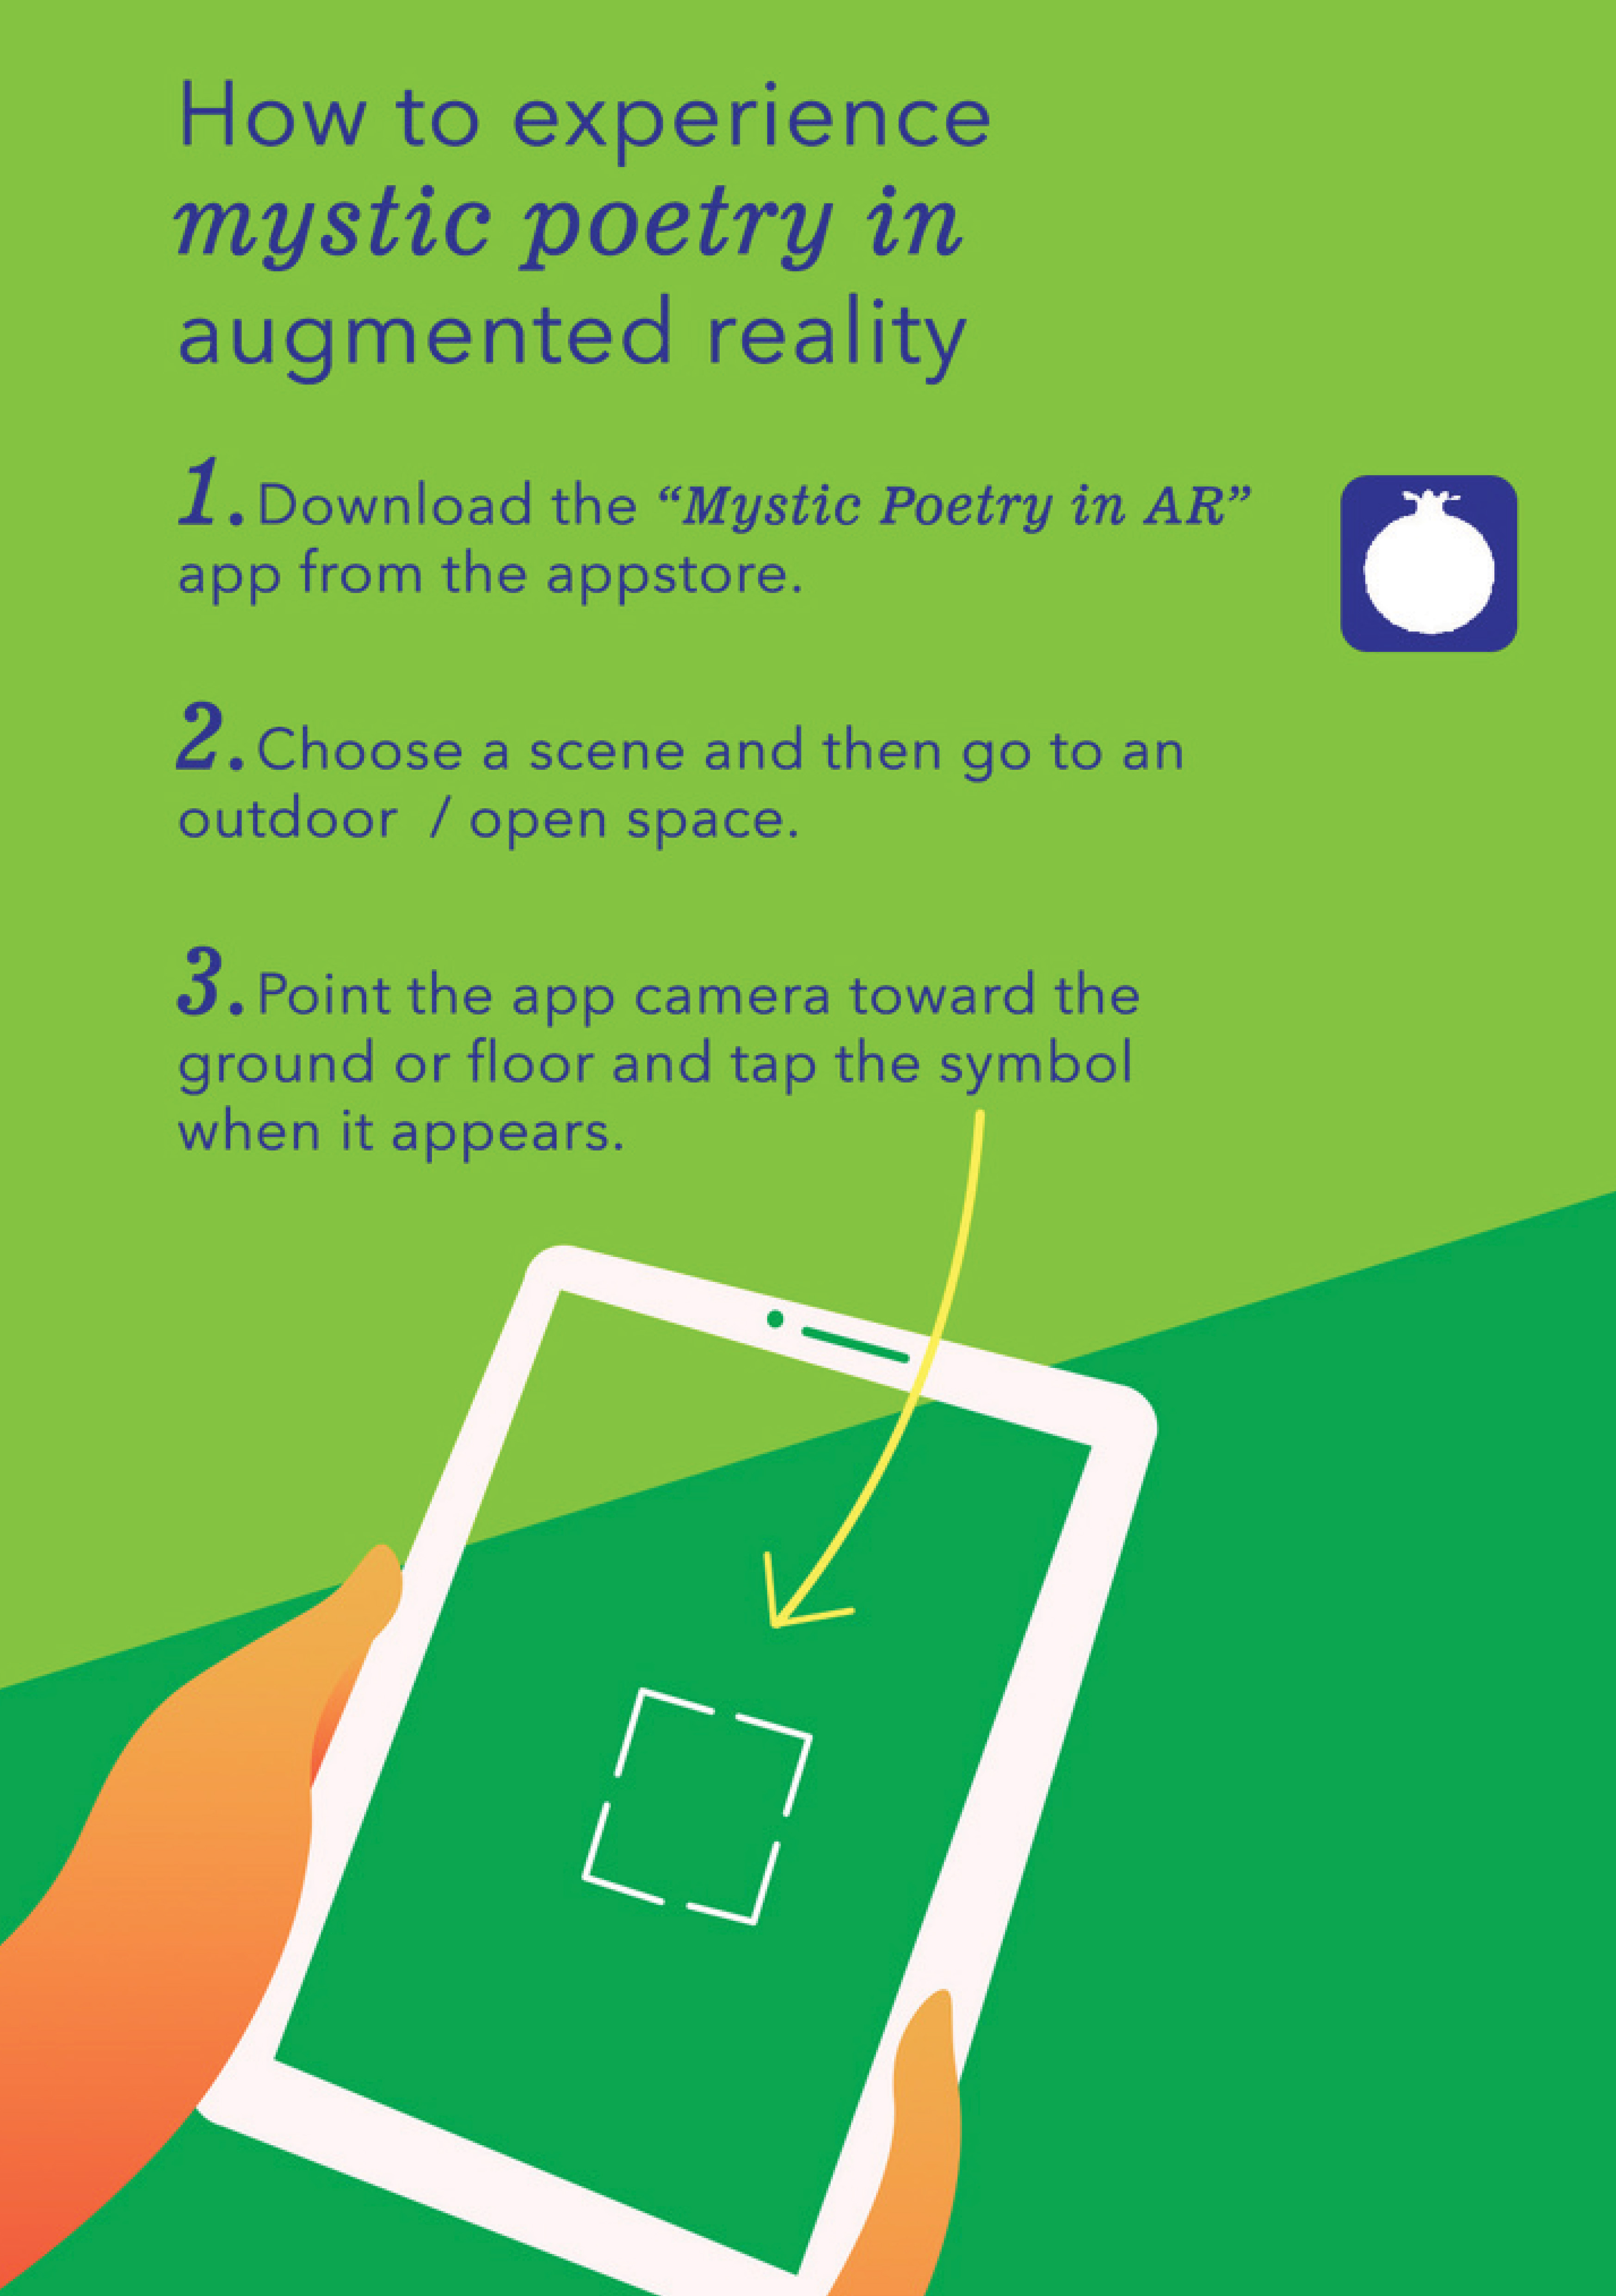 How to experience
mystic poetry in
augmented reality
1. Download the “Mystic Poetry in AR”
app from the appstore.
2. Choose a scene and then go to an
outdoor / open space.
3. Point the app camera toward the
ground or floor and tap the symbol
when it appears.